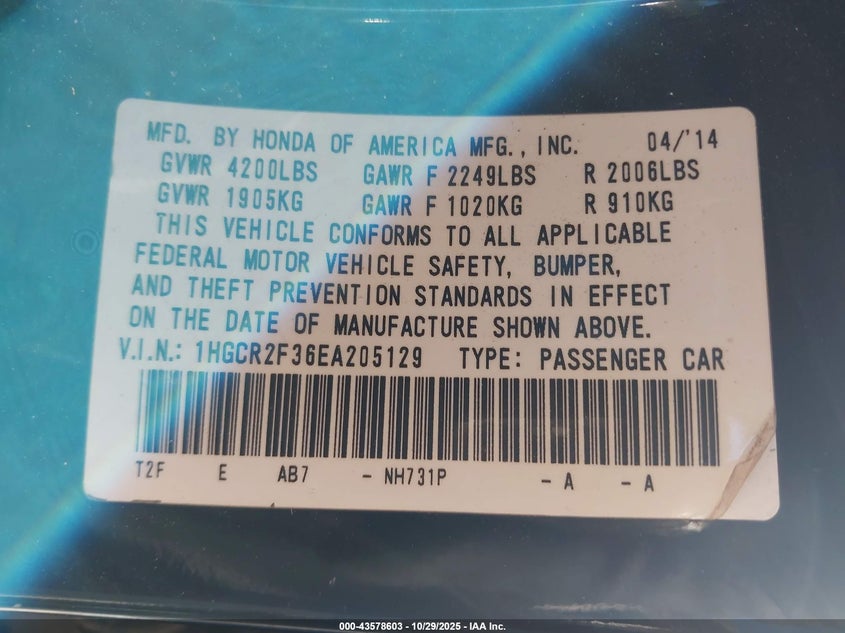 MFD. BY HONDA OF AMERICA MFG., INC. 04/'14
GVWR 4200LBS GAWR F 2249LBS R 2006LBS
GVWR 1905KG GAWR F 1020KG R 910KG
THIS VEHICLE CONFORMS TO ALL APPLICABLE
FEDERAL MOTOR VEHICLE SAFETY, BUMPER,
AND THEFT PREVENTION STANDARDS IN EFFECT
ON THE DATE OF MANUFACTURE SHOWN ABOVE.
V.I.N.: 1HGCR2F36EA205129 TYPE: PASSENGER CAR
T2F E AB7 - NH731P - A - A
000-43578603 - 10/29/2025 - IAA Inc.